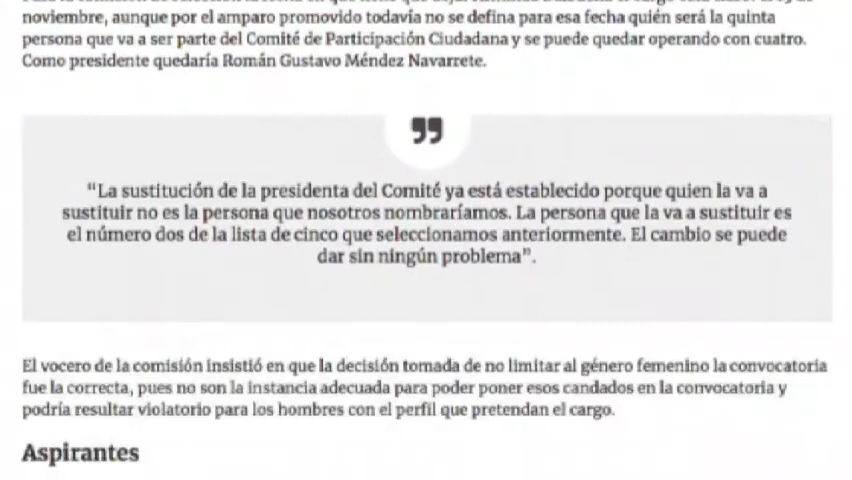 noviembre, aunque por el amparo promovido todavía no se defina para esa fecha quién será la quinta
persona que va a ser parte del Comité de Participación Ciudadana y se puede quedar operando con cuatro.
Como presidente quedaría Román Gustavo Méndez Navarrete.
”
“La sustitución de la presidenta del Comité ya está establecido porque quien la va a
sustituir no es la persona que nosotros nombraríamos. La persona que la va a sustituir es
el número dos de la lista de cinco que seleccionamos anteriormente. El cambio se puede
dar sin ningún problema”.
El vocero de la comisión insistió en que la decisión tomada de no limitar al género femenino la convocatoria
fue la correcta, pues no son la instancia adecuada para poder poner esos candados en la convocatoria y
podría resultar violatorio para los hombres con el perfil que pretendan el cargo.
Aspirantes